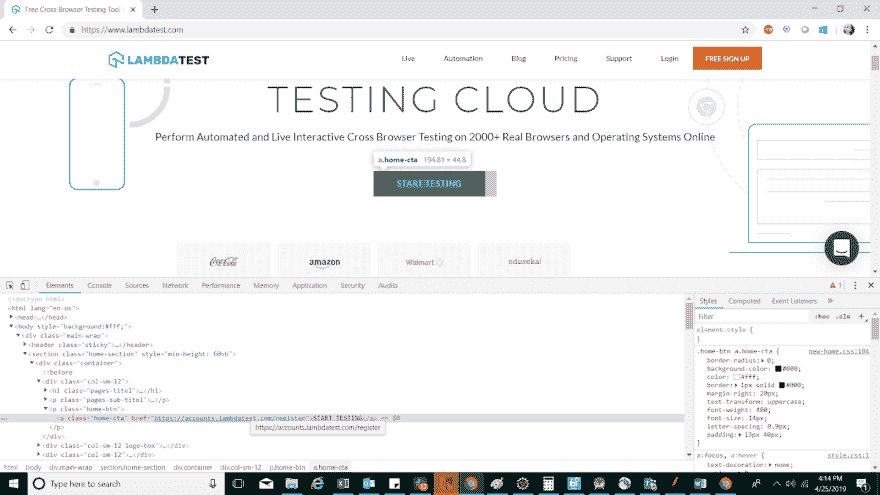 Free Cross Browser Testing Tool
https://www.lambdatest.com
LAMBDATEST
Live Automation Blog Pricing Support Login FREE SIGN UP
TESTING CLOUD
Perform Automated and Live Interactive Cross Browser Testing on 2000+ Real Browsers and Operating Systems Online
a.home-cta 194.81 × 44.8
START TESTING
Coca-Cola amazon Walmart edureka!
Elements Console Sources Network Performance Memory Application Security Audits 1
<!doctype html>
<html lang="en-us">
<head>…</head>
<body style="background:#fff;">
<div class="main-wrap">
<header class="sticky">…</header>
<section class="home-section" style="min-height: 60vh">
<div class="container">
::before
<div class="col-sm-12">
<h1 class="pages-titel">…</h1>
<p class="pages-sub-titel">…</p>
<p class="home-btn">
<a class="home-cta" href="https://accounts.lambdatest.com/register">START TESTING</a> == $0
https://accounts.lambdatest.com/register
</p>
</div>
<div class="col-sm-12 logo-box">…</div>
<div class="col-sm-12">…</div>
html body div.main-wrap section.home-section div.container div.col-sm-12 p.home-btn a.home-cta
Styles Computed Event Listeners »
Filter :hov .cls +
element.style {
}
.home-btn a.home-cta { new-home.css:104
border-radius: 0;
background-color: #000;
color: #fff;
border: 1px solid #000;
margin-right: 20px;
text-transform: uppercase;
font-weight: 400;
font-size: 14px;
letter-spacing: 0.9px;
padding: 13px 40px;
}
a:focus, a:hover { style.css:1
text-decoration: none;
Type here to search
4:14 PM
4/25/2019